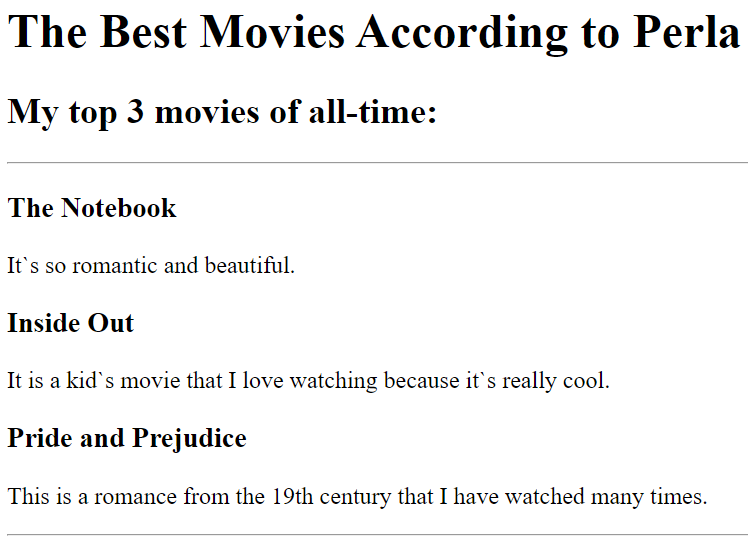 The Best Movies According to Perla
My top 3 movies of all-time:
The Notebook
It`s so romantic and beautiful.
Inside Out
It is a kid`s movie that I love watching because it`s really cool.
Pride and Prejudice
This is a romance from the 19th century that I have watched many times.